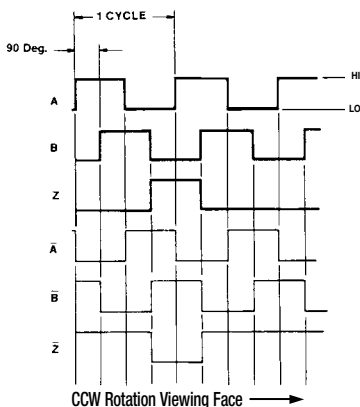 1 CYCLE
90 Deg.
HI
A
LO
B
Z
A̅
B̅
Z̅
CCW Rotation Viewing Face